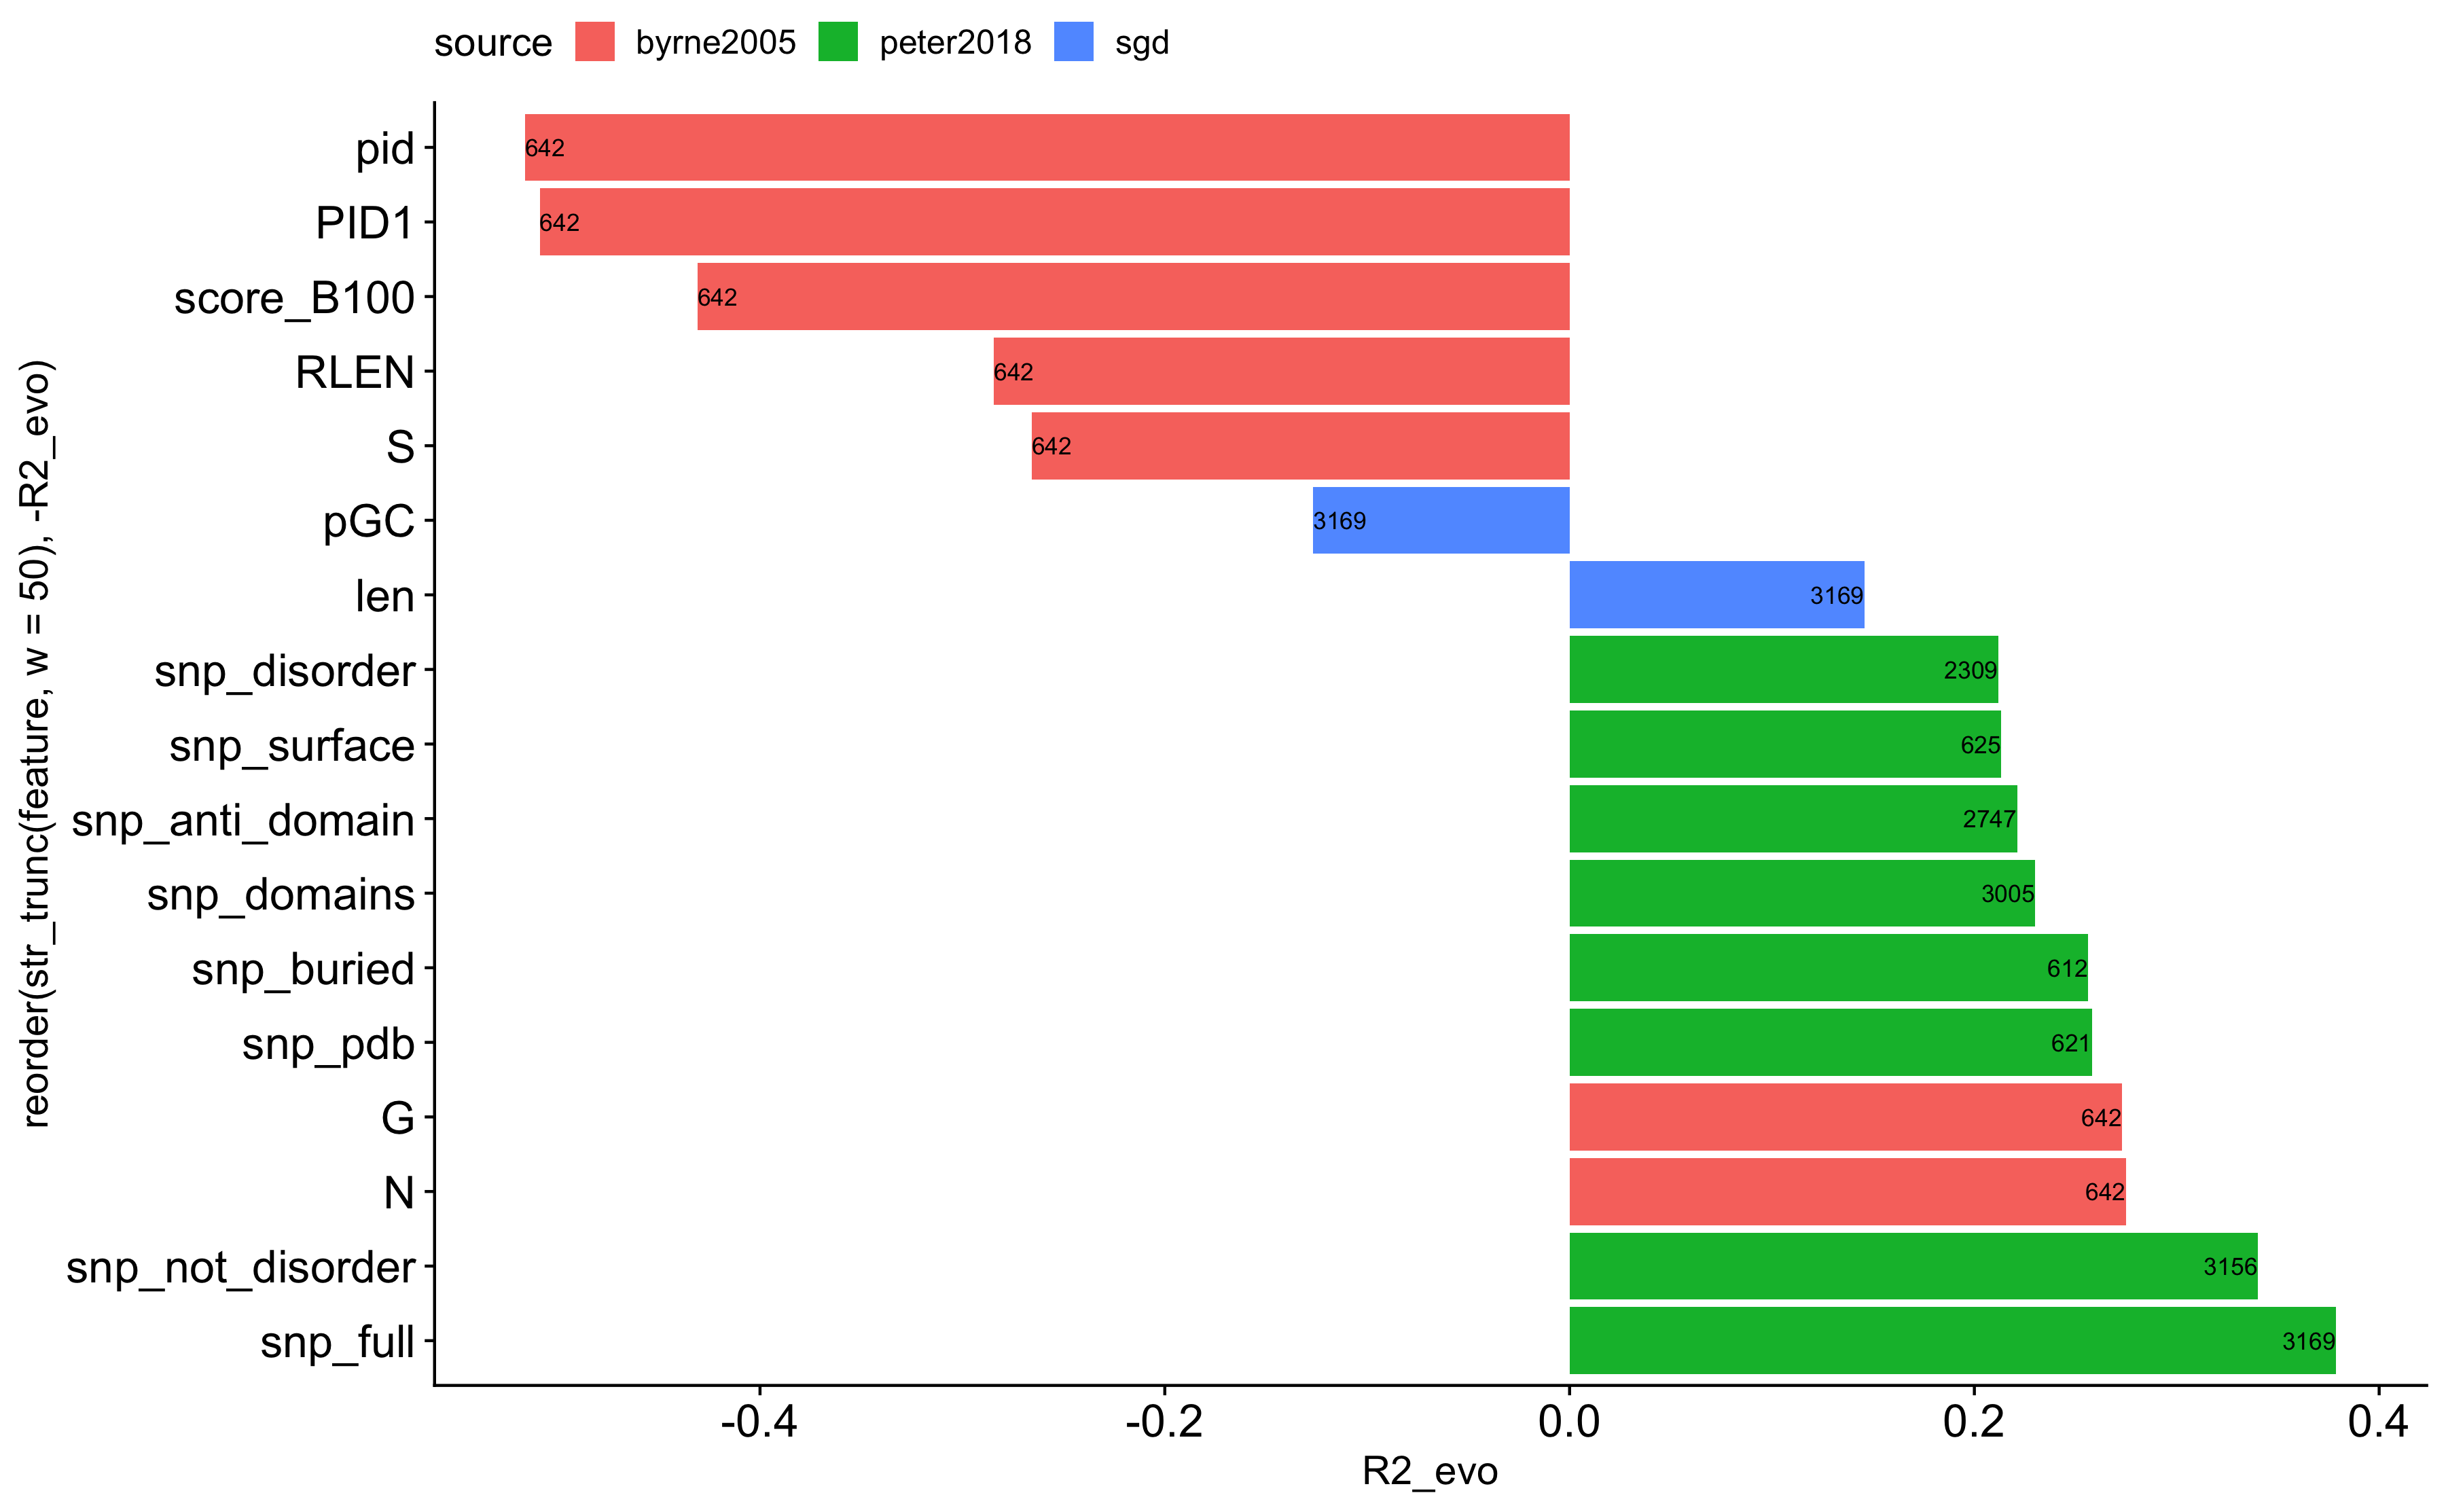 source byrne2005 peter2018 sgd
reorder(str_trunc(feature, w = 50), -R2_evo)
pid 642
PID1 642
score_B100 642
RLEN 642
S 642
pGC 3169
len 3169
snp_disorder 2309
snp_surface 625
snp_anti_domain 2747
snp_domains 3005
snp_buried 612
snp_pdb 621
G 642
N 642
snp_not_disorder 3156
snp_full 3169
-0.4 -0.2 0.0 0.2 0.4
R2_evo